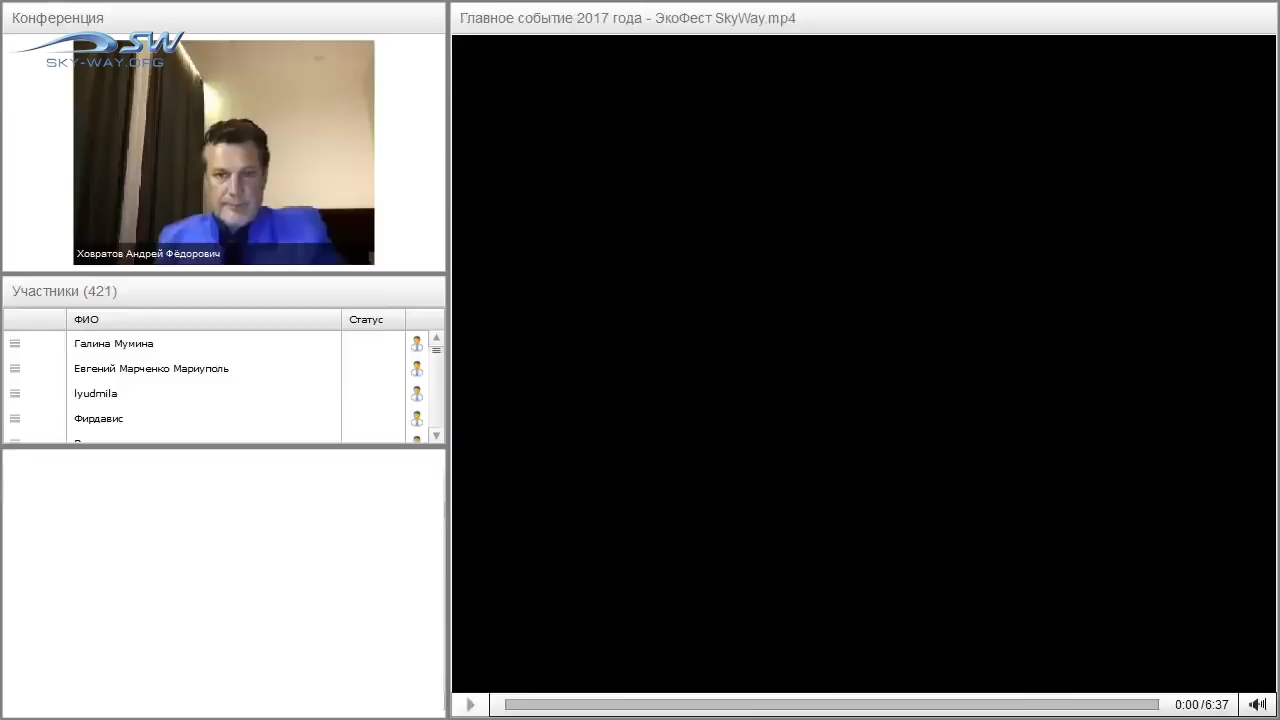 Конференция
SW
SKY-WAY.ORG
Ховратов Андрей Фёдорович
Участники (421)
ФИО
Статус
Галина Мумина
Евгений Марченко Мариуполь
lyudmila
Фирдавис
Главное событие 2017 года - ЭкоФест SkyWay.mp4
0:00/6:37